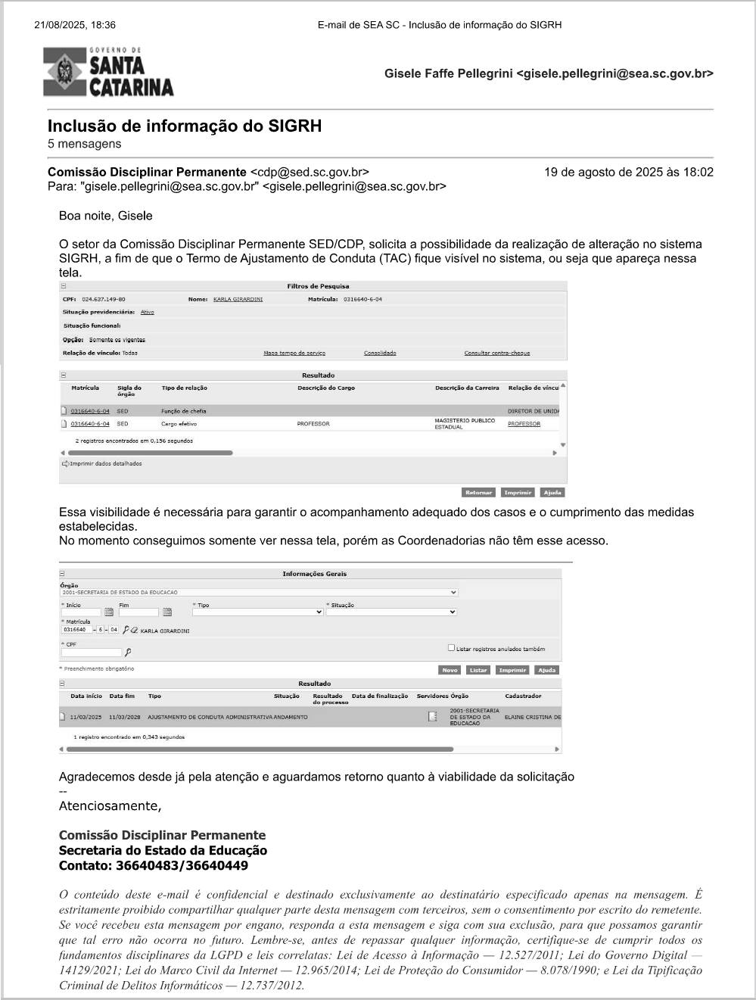 21/08/2025, 18:36
E-mail de SEA SC - Inclusão de informação do SIGRH
GOVERNO DE
SANTA
CATARINA
Gisele Faffe Pellegrini <gisele.pellegrini@sea.sc.gov.br>
Inclusão de informação do SIGRH
5 mensagens
Comissão Disciplinar Permanente <cdp@sed.sc.gov.br> 19 de agosto de 2025 às 18:02
Para: "gisele.pellegrini@sea.sc.gov.br" <gisele.pellegrini@sea.sc.gov.br>
Boa noite, Gisele
O setor da Comissão Disciplinar Permanente SED/CDP, solicita a possibilidade da realização de alteração no sistema
SIGRH, a fim de que o Termo de Ajustamento de Conduta (TAC) fique visível no sistema, ou seja que apareça nessa
tela.
Filtros de Pesquisa
CPF: 024.637.149-80 Nome: KARLA GIRARDINI Matrícula: 0316640-6-04
Situação previdenciária: Ativo
Situação funcional:
Opção: Somente os vigentes
Relação de vínculo: Todas Mapa tempo de serviço Consolidado Consultar contra-cheque
Resultado
Matrícula Sigla do órgão Tipo de relação Descrição do Cargo Descrição da Carreira Relação de víncul
0316640-6-04 SED Função de chefia DIRETOR DE UNIDA
0316640-6-04 SED Cargo efetivo PROFESSOR MAGISTERIO PUBLICO ESTADUAL PROFESSOR
2 registros encontrados em 0,156 segundos
Imprimir dados detalhados
Retornar Imprimir Ajuda
Essa visibilidade é necessária para garantir o acompanhamento adequado dos casos e o cumprimento das medidas
estabelecidas.
No momento conseguimos somente ver nessa tela, porém as Coordenadorias não têm esse acesso.
Informações Gerais
Órgão
2001-SECRETARIA DE ESTADO DA EDUCACAO
* Início Fim * Tipo * Situação
* Matrícula
0316640 - 6 - 04 KARLA GIRARDINI
* CPF
Listar registros anulados também
* Preenchimento obrigatório
Novo Listar Imprimir Ajuda
Resultado
Data início Data fim Tipo Situação Resultado do processo Data de finalização Servidores Órgão Cadastrador
11/03/2025 11/03/2028 AJUSTAMENTO DE CONDUTA ADMINISTRATIVA ANDAMENTO 2001-SECRETARIA DE ESTADO DA EDUCACAO ELAINE CRISTINA DE
1 registro encontrado em 0,343 segundos
Agradecemos desde já pela atenção e aguardamos retorno quanto à viabilidade da solicitação
--
Atenciosamente,
Comissão Disciplinar Permanente
Secretaria do Estado da Educação
Contato: 36640483/36640449
O conteúdo deste e-mail é confidencial e destinado exclusivamente ao destinatário especificado apenas na mensagem. É
estritamente proibido compartilhar qualquer parte desta mensagem com terceiros, sem o consentimento por escrito do remetente.
Se você recebeu esta mensagem por engano, responda a esta mensagem e siga com sua exclusão, para que possamos garantir
que tal erro não ocorra no futuro. Lembre-se, antes de repassar qualquer informação, certifique-se de cumprir todos os
fundamentos disciplinares da LGPD e leis correlatas: Lei de Acesso à Informação — 12.527/2011; Lei do Governo Digital —
14129/2021; Lei do Marco Civil da Internet — 12.965/2014; Lei de Proteção do Consumidor — 8.078/1990; e Lei da Tipificação
Criminal de Delitos Informáticos — 12.737/2012.